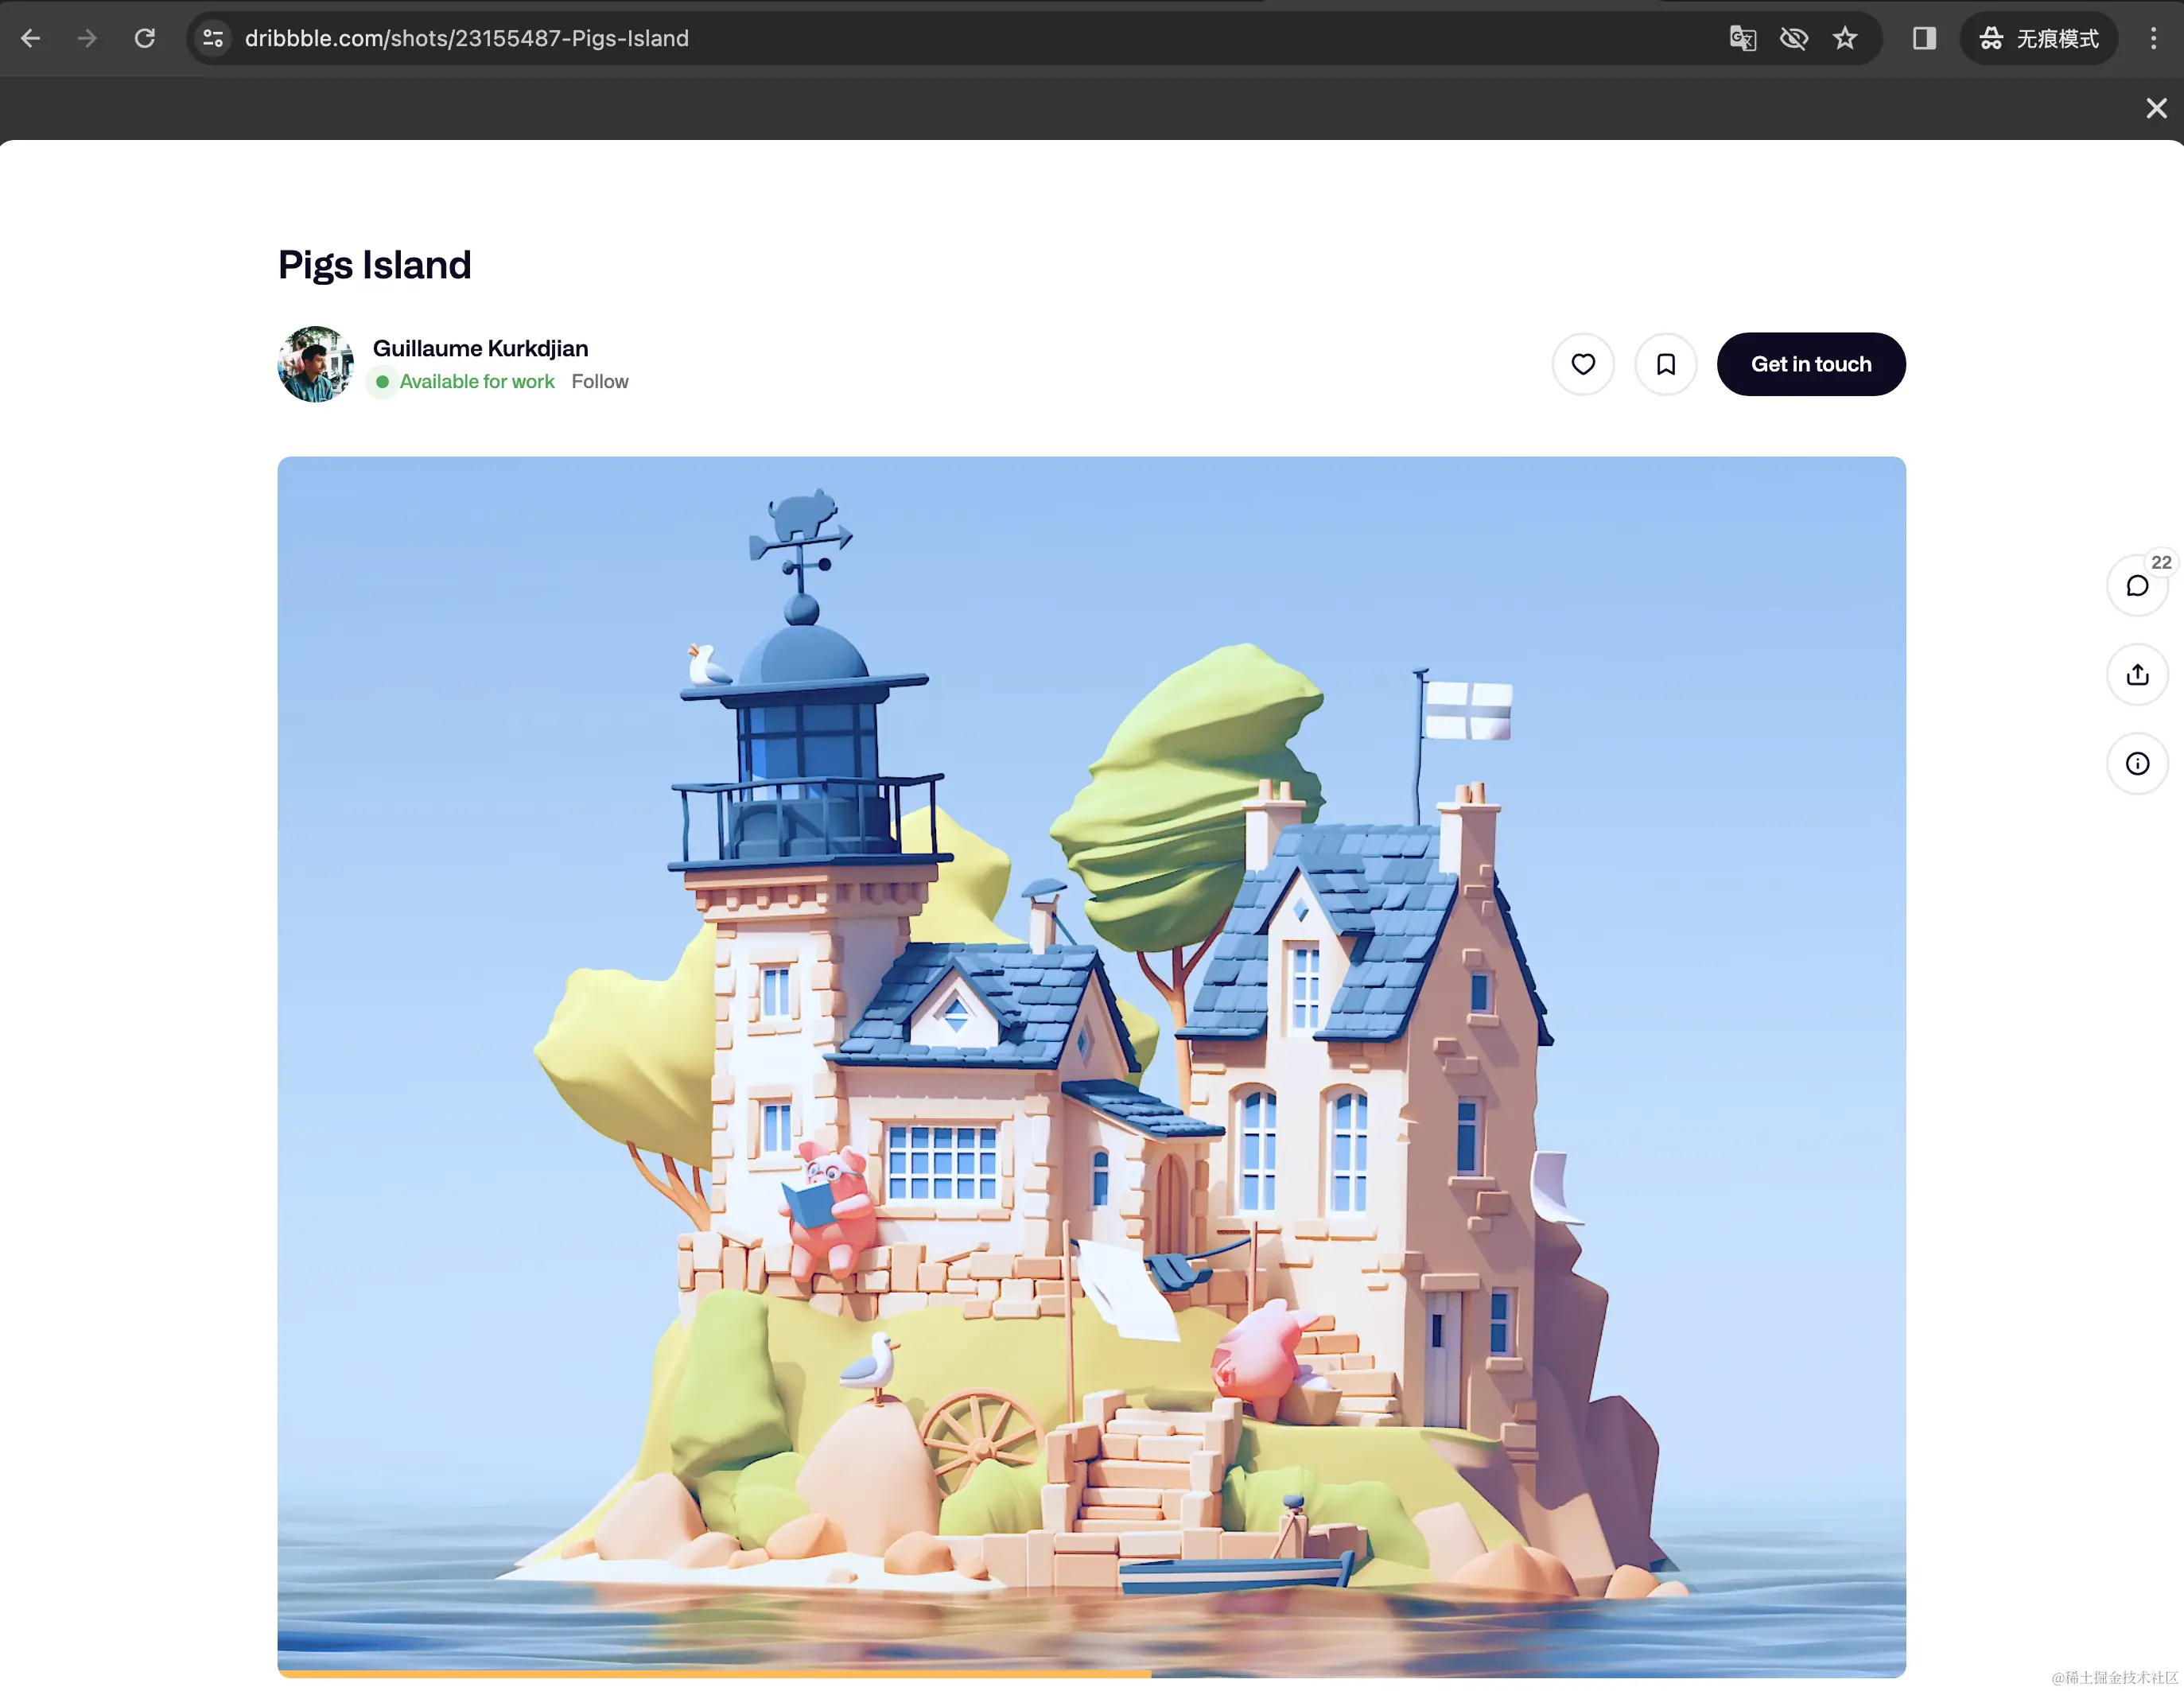 dribbble.com/shots/23155487-Pigs-Island
无痕模式
Pigs Island
Guillaume Kurkdjian
Available for work Follow
Get in touch
22
@稀土掘金技术社区